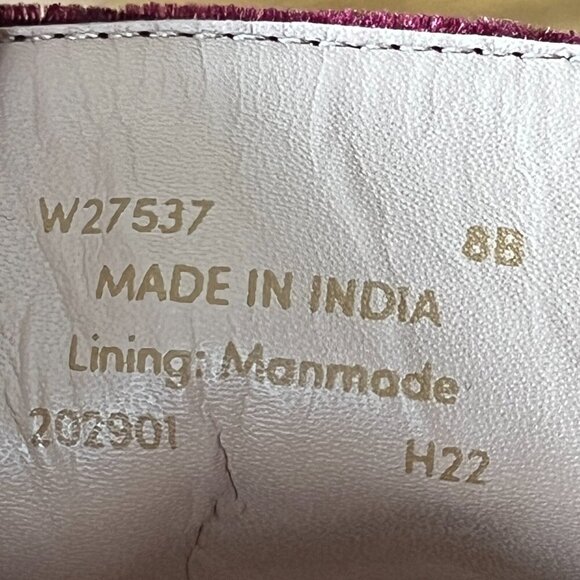 W27537 8B
MADE IN INDIA
Lining: Manmade
202901 H22